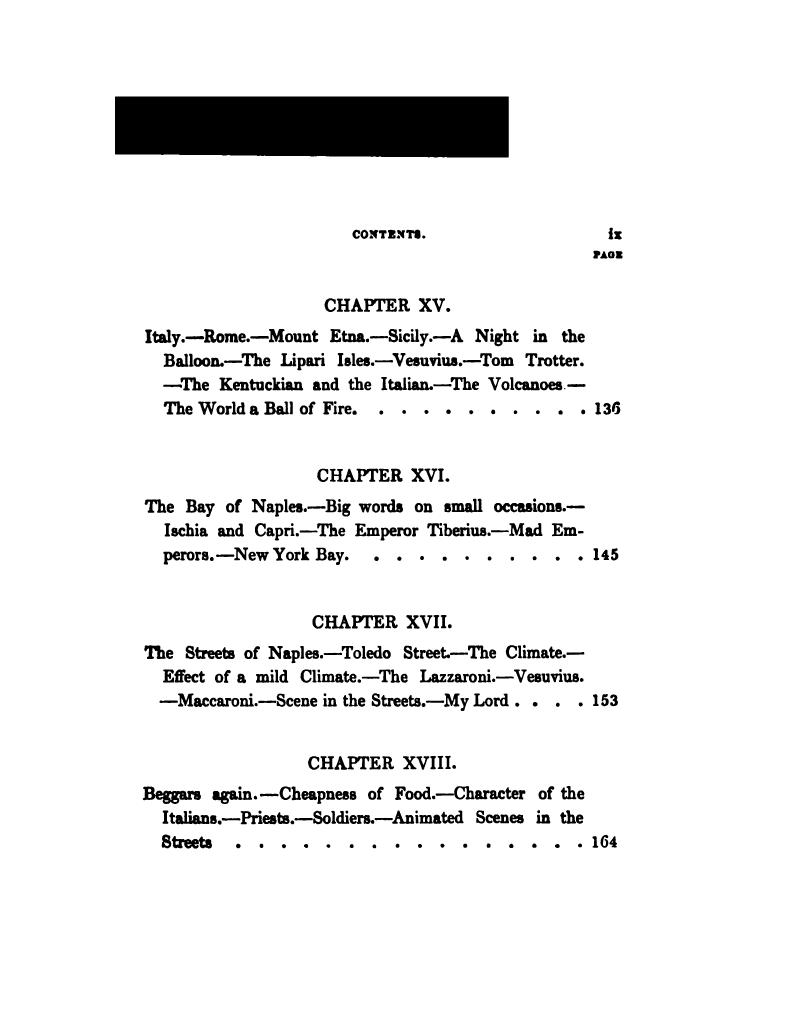 CONTENTS. ix
PAGE
CHAPTER XV.
Italy.—Rome.—Mount Etna.—Sicily.—A Night in the
Balloon.—The Lipari Isles.—Vesuvius.—Tom Trotter.
—The Kentuckian and the Italian.—The Volcanoes.—
The World a Ball of Fire. . . . . . . . . . . 136
CHAPTER XVI.
The Bay of Naples.—Big words on small occasions.—
Ischia and Capri.—The Emperor Tiberius.—Mad Em-
perors.—New York Bay. . . . . . . . . . . 145
CHAPTER XVII.
The Streets of Naples.—Toledo Street.—The Climate.—
Effect of a mild Climate.—The Lazzaroni.—Vesuvius.
—Maccaroni.—Scene in the Streets.—My Lord . . . . 153
CHAPTER XVIII.
Beggars again.—Cheapness of Food.—Character of the
Italians.—Priests.—Soldiers.—Animated Scenes in the
Streets . . . . . . . . . . . . . . . . 164